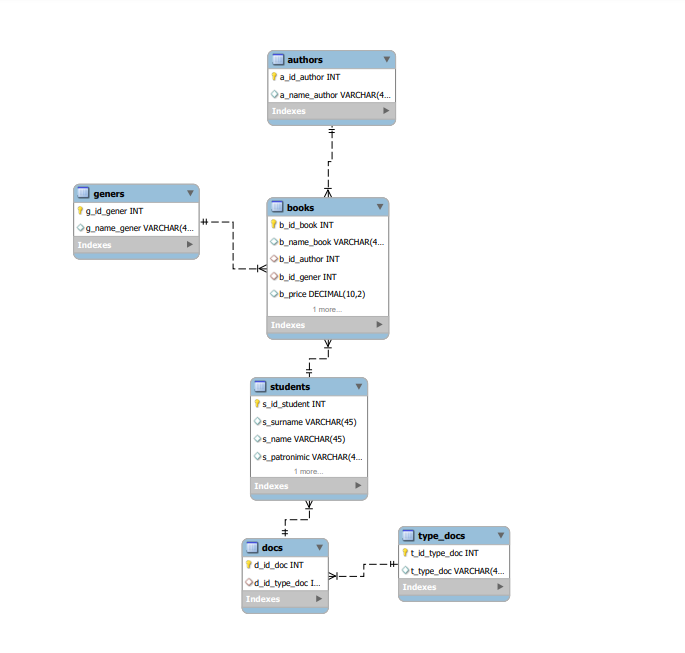 authors
a_id_author INT
a_name_author VARCHAR(4...
Indexes
geners
g_id_gener INT
g_name_gener VARCHAR(4...
Indexes
books
b_id_book INT
b_name_book VARCHAR(4...
b_id_author INT
b_id_gener INT
b_price DECIMAL(10,2)
1 more...
Indexes
students
s_id_student INT
s_surname VARCHAR(45)
s_name VARCHAR(45)
s_patronimic VARCHAR(4...
1 more...
Indexes
docs
d_id_doc INT
d_id_type_doc I...
Indexes
type_docs
t_id_type_doc INT
t_type_doc VARCHAR(4...
Indexes